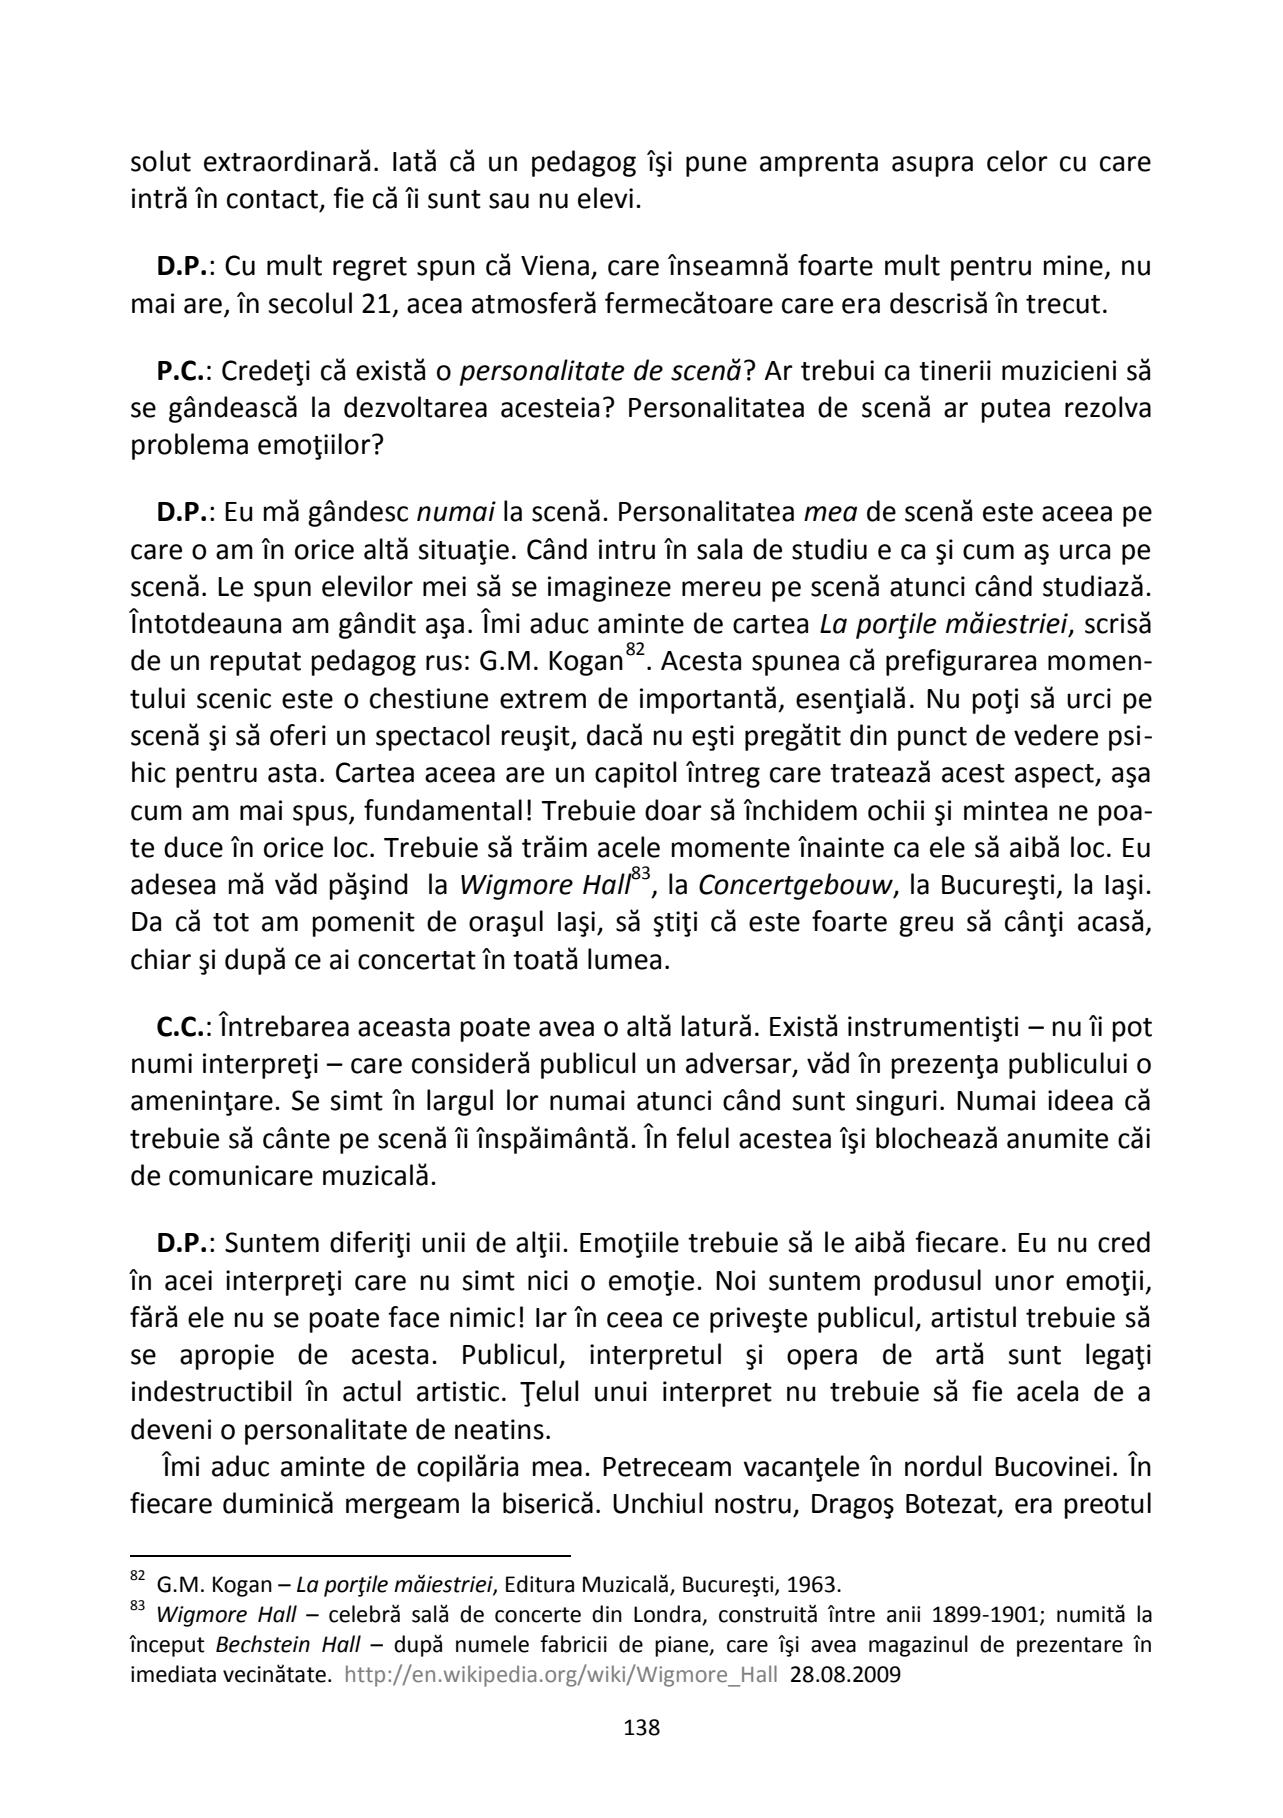 solut extraordinară. Iată că un pedagog îşi pune amprenta asupra celor cu care
intră în contact, fie că îi sunt sau nu elevi.
D.P.: Cu mult regret spun că Viena, care înseamnă foarte mult pentru mine, nu
mai are, în secolul 21, acea atmosferă fermecătoare care era descrisă în trecut.
P.C.: Credeţi că există o personalitate de scenă? Ar trebui ca tinerii muzicieni să
se gândească la dezvoltarea acesteia? Personalitatea de scenă ar putea rezolva
problema emoţiilor?
D.P.: Eu mă gândesc numai la scenă. Personalitatea mea de scenă este aceea pe
care o am în orice altă situaţie. Când intru în sala de studiu e ca şi cum aş urca pe
scenă. Le spun elevilor mei să se imagineze mereu pe scenă atunci când studiază.
Întotdeauna am gândit aşa. Îmi aduc aminte de cartea La porţile măiestriei, scrisă
de un reputat pedagog rus: G.M. Kogan82. Acesta spunea că prefigurarea momen-
tului scenic este o chestiune extrem de importantă, esenţială. Nu poţi să urci pe
scenă şi să oferi un spectacol reuşit, dacă nu eşti pregătit din punct de vedere psi-
hic pentru asta. Cartea aceea are un capitol întreg care tratează acest aspect, aşa
cum am mai spus, fundamental! Trebuie doar să închidem ochii şi mintea ne poa-
te duce în orice loc. Trebuie să trăim acele momente înainte ca ele să aibă loc. Eu
adesea mă văd păşind la Wigmore Hall83, la Concertgebouw, la Bucureşti, la Iaşi.
Da că tot am pomenit de oraşul Iaşi, să ştiţi că este foarte greu să cânţi acasă,
chiar şi după ce ai concertat în toată lumea.
C.C.: Întrebarea aceasta poate avea o altă latură. Există instrumentişti – nu îi pot
numi interpreţi – care consideră publicul un adversar, văd în prezenţa publicului o
ameninţare. Se simt în largul lor numai atunci când sunt singuri. Numai ideea că
trebuie să cânte pe scenă îi înspăimântă. În felul acestea îşi blochează anumite căi
de comunicare muzicală.
D.P.: Suntem diferiţi unii de alţii. Emoţiile trebuie să le aibă fiecare. Eu nu cred
în acei interpreţi care nu simt nici o emoţie. Noi suntem produsul unor emoţii,
fără ele nu se poate face nimic! Iar în ceea ce priveşte publicul, artistul trebuie să
se apropie de acesta. Publicul, interpretul şi opera de artă sunt legaţi
indestructibil în actul artistic. Ţelul unui interpret nu trebuie să fie acela de a
deveni o personalitate de neatins.
Îmi aduc aminte de copilăria mea. Petreceam vacanţele în nordul Bucovinei. În
fiecare duminică mergeam la biserică. Unchiul nostru, Dragoş Botezat, era preotul
82 G.M. Kogan – La porţile măiestriei, Editura Muzicală, Bucureşti, 1963.
83 Wigmore Hall – celebră sală de concerte din Londra, construită între anii 1899-1901; numită la
început Bechstein Hall – după numele fabricii de piane, care îşi avea magazinul de prezentare în
imediata vecinătate. http://en.wikipedia.org/wiki/Wigmore_Hall 28.08.2009
138